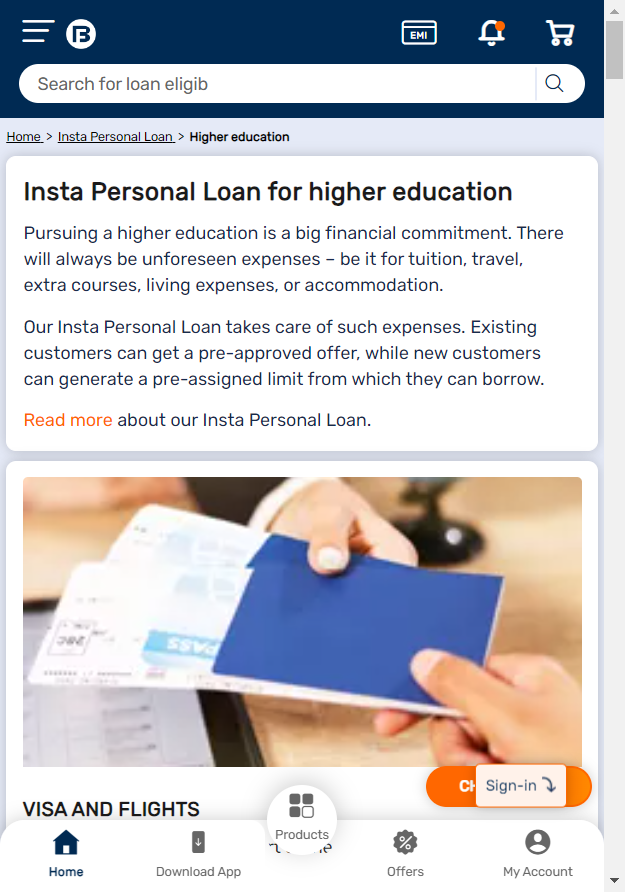 EMI
Search for loan eligib
Home > Insta Personal Loan > Higher education
Insta Personal Loan for higher education
Pursuing a higher education is a big financial commitment. There
will always be unforeseen expenses – be it for tuition, travel,
extra courses, living expenses, or accommodation.
Our Insta Personal Loan takes care of such expenses. Existing
customers can get a pre-approved offer, while new customers
can generate a pre-assigned limit from which they can borrow.
Read more about our Insta Personal Loan.
PASS
Sign-in
VISA AND FLIGHTS
Products
Home
Download App
Offers
My Account